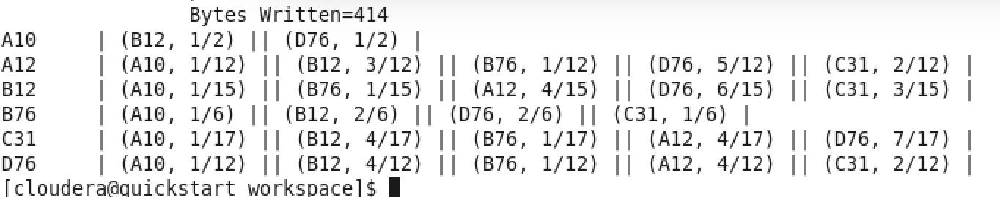 Bytes Written=414
A10 | (B12, 1/2) || (D76, 1/2) |
A12 | (A10, 1/12) || (B12, 3/12) || (B76, 1/12) || (D76, 5/12) || (C31, 2/12) |
B12 | (A10, 1/15) || (B76, 1/15) || (A12, 4/15) || (D76, 6/15) || (C31, 3/15) |
B76 | (A10, 1/6) || (B12, 2/6) || (D76, 2/6) || (C31, 1/6) |
C31 | (A10, 1/17) || (B12, 4/17) || (B76, 1/17) || (A12, 4/17) || (D76, 7/17) |
D76 | (A10, 1/12) || (B12, 4/12) || (B76, 1/12) || (A12, 4/12) || (C31, 2/12) |
[cloudera@quickstart workspace]$